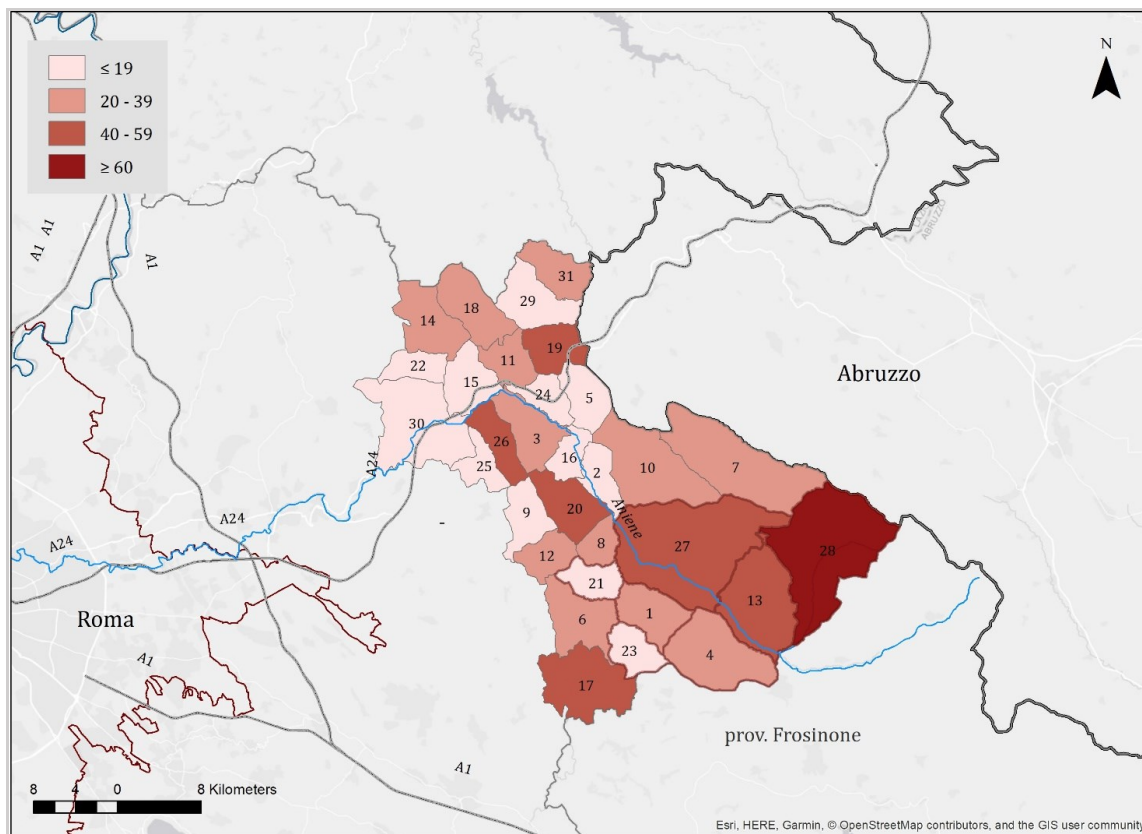 ≤ 19
20 - 39
40 - 59
≥ 60
N
A1
A1
A1
LAZIO
ABRUZZO
31
29
14
18
19
11
22
15
24
5
Abruzzo
30
26
3
16
2
10
7
25
A24
9
20
Aniene
A24
8
27
28
A24
12
21
13
Roma
6
1
23
4
A1
17
prov. Frosinone
A1
8 4 0 8 Kilometers
Esri, HERE, Garmin, © OpenStreetMap contributors, and the GIS user community